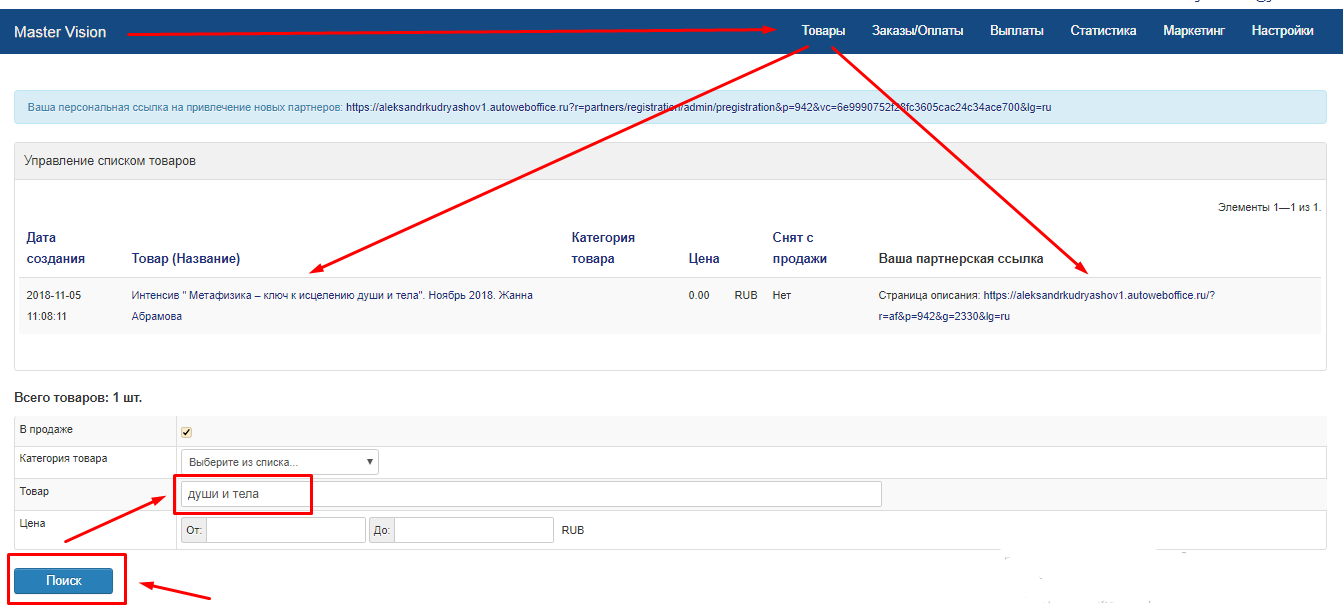 Master Vision
Товары Заказы/Оплаты Выплаты Статистика Маркетинг Настройки
Ваша персональная ссылка на привлечение новых партнеров: https://aleksandrkudryashov1.autoweboffice.ru?r=partners/registration/admin/pregistration&p=942&vc=6e9990752f23fc3605cac24c34ace700&lg=ru
Управление списком товаров
Элементы 1—1 из 1.
Дата создания
Товар (Название)
Категория товара
Цена
Снят с продажи
Ваша партнерская ссылка
2018-11-05 11:08:11
Интенсив " Метафизика – ключ к исцелению души и тела". Ноябрь 2018. Жанна
Абрамова
0.00 RUB
Нет
Страница описания: https://aleksandrkudryashov1.autoweboffice.ru/?
r=af&p=942&g=2330&lg=ru
Всего товаров: 1 шт.
В продаже
Категория товара Выберите из списка...
Товар души и тела
Цена От: До: RUB
Поиск